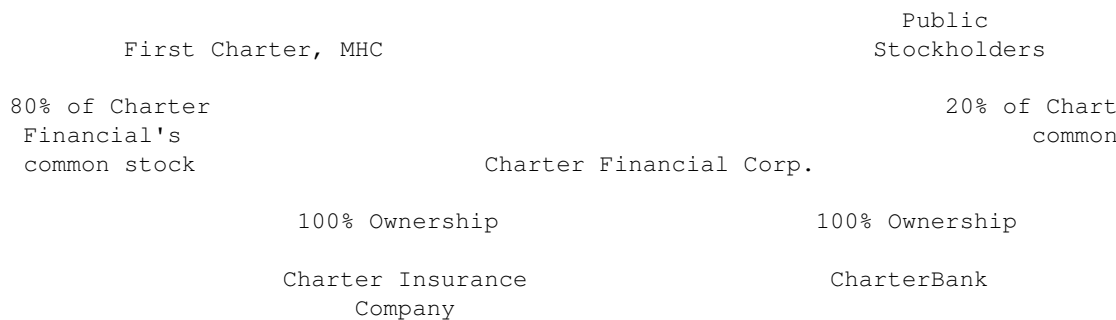 Public
First Charter, MHC Stockholders
80% of Charter 20% of Chart
Financial's common
common stock Charter Financial Corp.
100% Ownership 100% Ownership
Charter Insurance CharterBank
Company